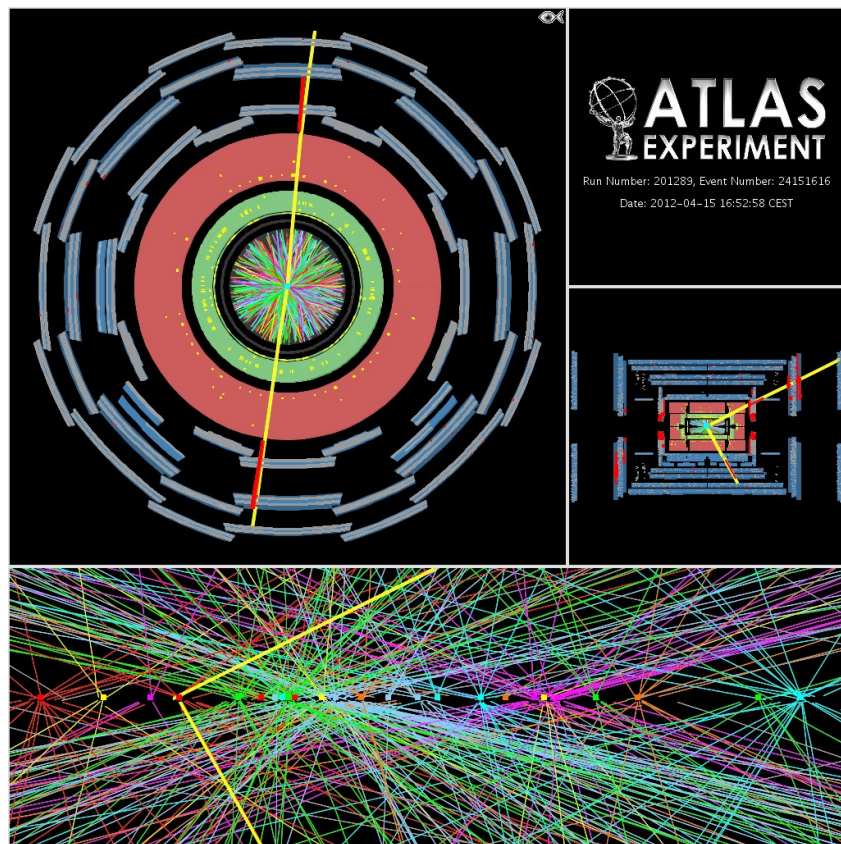 ATLAS
EXPERIMENT
Run Number: 201289, Event Number: 24151616
Date: 2012-04-15 16:52:58 CEST